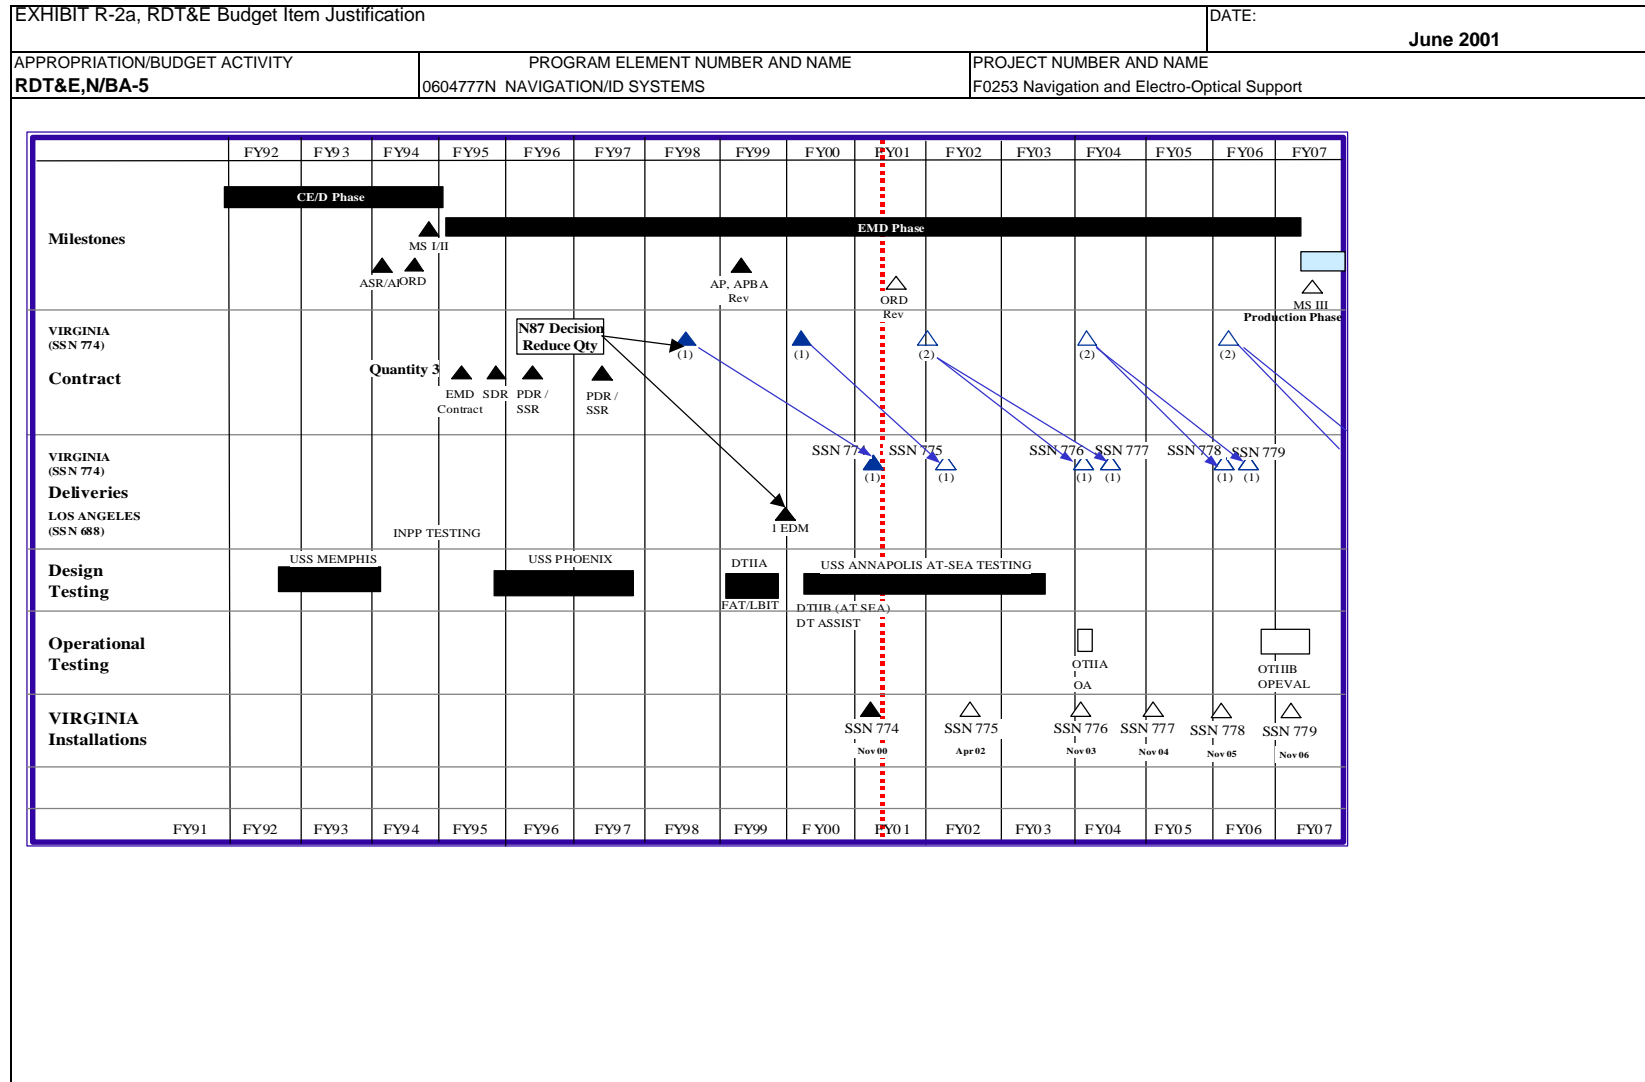 EXHIBIT R-2a, RDT&E Budget Item Justification
DATE:
June 2001
APPROPRIATION/BUDGET ACTIVITY
PROGRAM ELEMENT NUMBER AND NAME
PROJECT NUMBER AND NAME
RDT&E,N/BA-5
0604777N NAVIGATION/ID SYSTEMS
F0253 Navigation and Electro-Optical Support
FY92 FY93 FY94 FY95 FY96 FY97 FY98 FY99 FY00 FY01 FY02 FY03 FY04 FY05 FY06 FY07
CE/D Phase
EMD Phase
Milestones
MS I/II
ASR/AP ORD
AP, APBA
Rev
ORD
Rev
MS III
Production Phase
VIRGINIA
(SSN 774)
Contract
N87 Decision
Reduce Qty
(1) (1) (2) (2) (2)
Quantity 3
EMD
Contract
SDR
PDR /
SSR
PDR /
SSR
VIRGINIA
(SSN 774)
Deliveries
SSN 774 SSN 775 SSN 776 SSN 777 SSN 778 SSN 779
(1) (1) (1) (1) (1) (1)
LOS ANGELES
(SSN 688)
1 EDM
INPP TESTING
Design
Testing
USS MEMPHIS
USS PHOENIX
DTIIA
FAT/LBIT
USS ANNAPOLIS AT-SEA TESTING
DTIIB (AT SEA)
DT ASSIST
Operational
Testing
OTIIA
OA
OTIIIB
OPEVAL
VIRGINIA
Installations
SSN 774 SSN 775 SSN 776 SSN 777 SSN 778 SSN 779
Nov 00 Apr 02 Nov 03 Nov 04 Nov 05 Nov 06
FY91 FY92 FY93 FY94 FY95 FY96 FY97 FY98 FY99 FY00 FY01 FY02 FY03 FY04 FY05 FY06 FY07